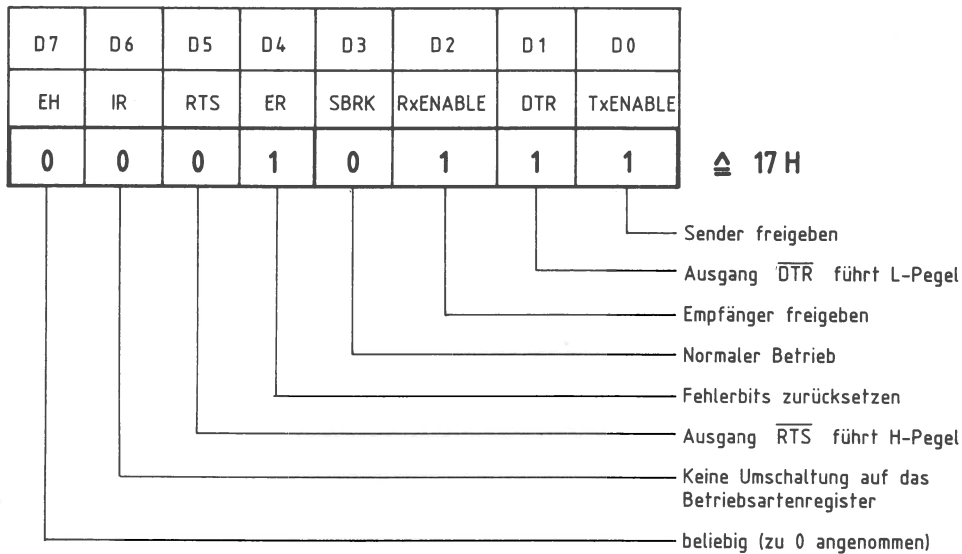 D7 D6 D5 D4 D3 D2 D1 D0
EH IR RTS ER SBRK RxENABLE DTR TxENABLE
0 0 0 1 0 1 1 1 ≙ 17 H
Sender freigeben
Ausgang D̅T̅R̅ führt L-Pegel
Empfänger freigeben
Normaler Betrieb
Fehlerbits zurücksetzen
Ausgang R̅T̅S̅ führt H-Pegel
Keine Umschaltung auf das
Betriebsartenregister
beliebig (zu 0 angenommen)